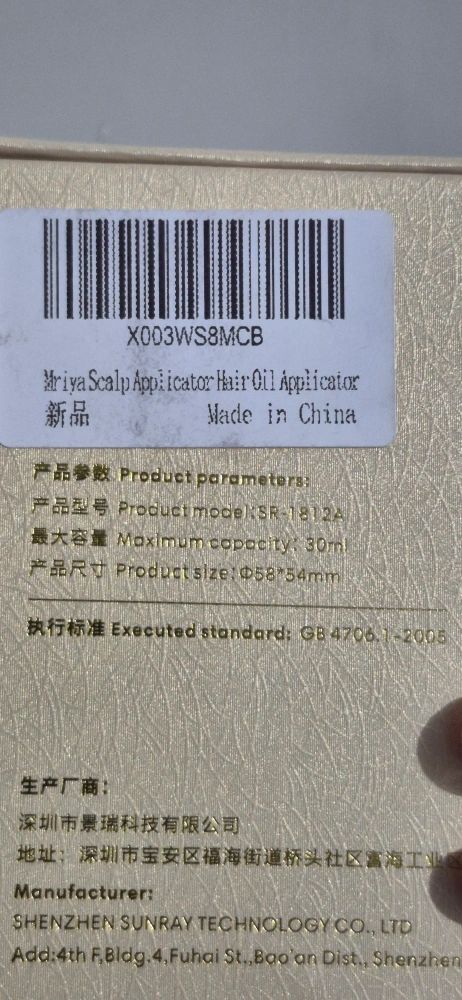 X003WS8MCB
Mriya Scalp Applicator Hair Oil Applicator
新品 Made in China
产品参数 Product parameters:
产品型号 Product model:SR-1812A
最大容量 Maximum capacity: 30ml
产品尺寸 Product size:Φ58*54mm
执行标准 Executed standard: GB 4706.1-2005
生产厂商:
深圳市景瑞科技有限公司
地址: 深圳市宝安区福海街道桥头社区富海工业
Manufacturer:
SHENZHEN SUNRAY TECHNOLOGY CO., LTD
Add:4th F,Bldg.4,Fuhai St.,Bao'an Dist., Shenzhen